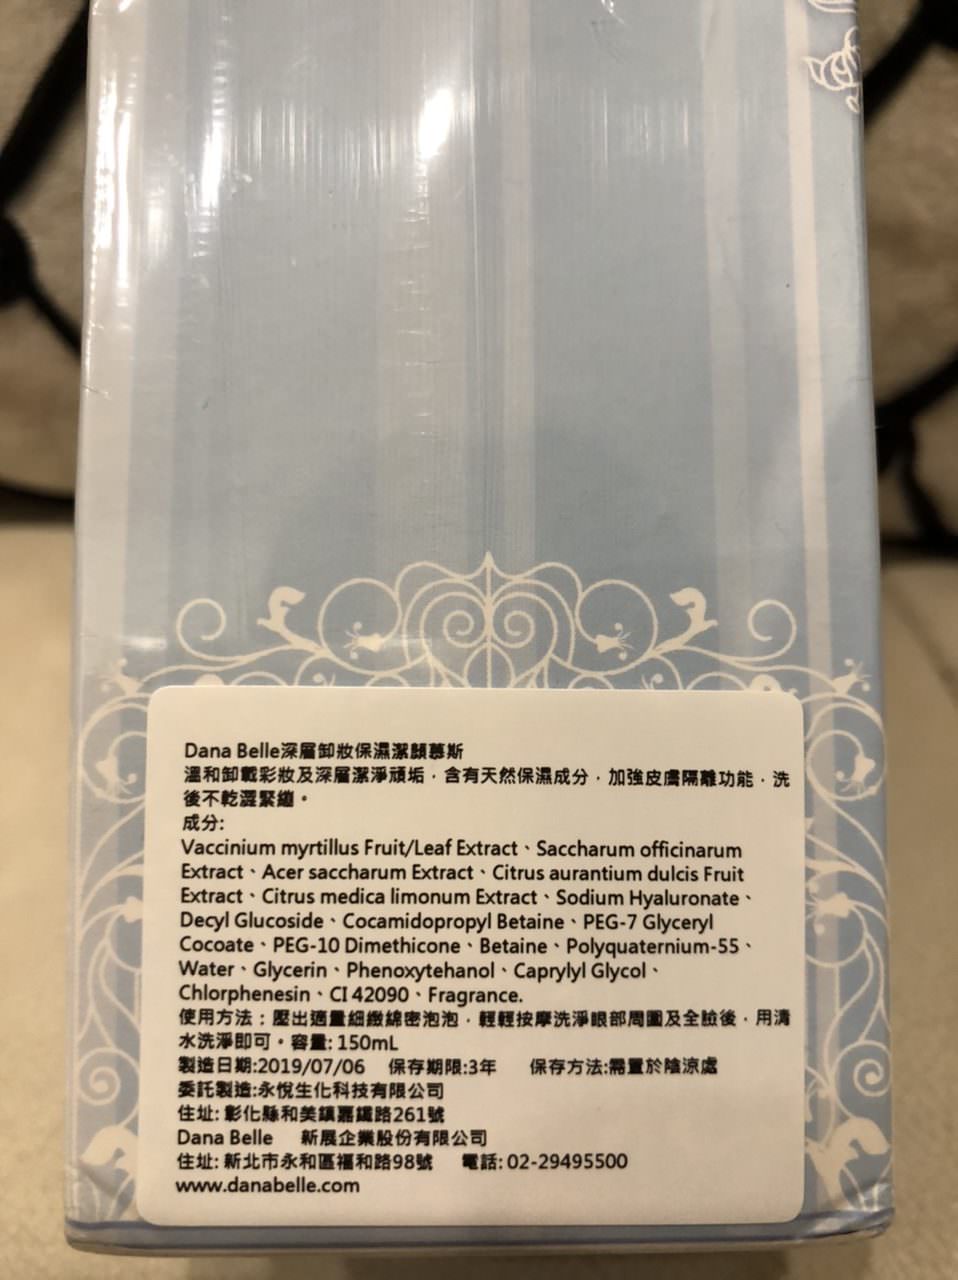 Dana Belle深層卸妝保濕潔顏慕斯
溫和卸載彩妝及深層潔淨頑垢，含有天然保濕成分，加強皮膚隔離功能，洗
後不乾澀緊繃。
成分:
Vaccinium myrtillus Fruit/Leaf Extract、Saccharum officinarum
Extract、Acer saccharum Extract、Citrus aurantium dulcis Fruit
Extract、Citrus medica limonum Extract、Sodium Hyaluronate、
Decyl Glucoside、Cocamidopropyl Betaine、PEG-7 Glyceryl
Cocoate、PEG-10 Dimethicone、Betaine、Polyquaternium-55、
Water、Glycerin、Phenoxytehanol、Caprylyl Glycol、
Chlorphenesin、CI 42090、Fragrance.
使用方法：壓出適量細緻綿密泡泡，輕輕按摩洗淨眼部周圍及全臉後，用清
水洗淨即可。容量: 150mL
製造日期:2019/07/06 保存期限:3年 保存方法:需置於陰涼處
委託製造:永悅生化科技有限公司
住址: 彰化縣和美鎮嘉鐵路261號
Dana Belle 新展企業股份有限公司
住址: 新北市永和區福和路98號 電話: 02-29495500
www.danabelle.com